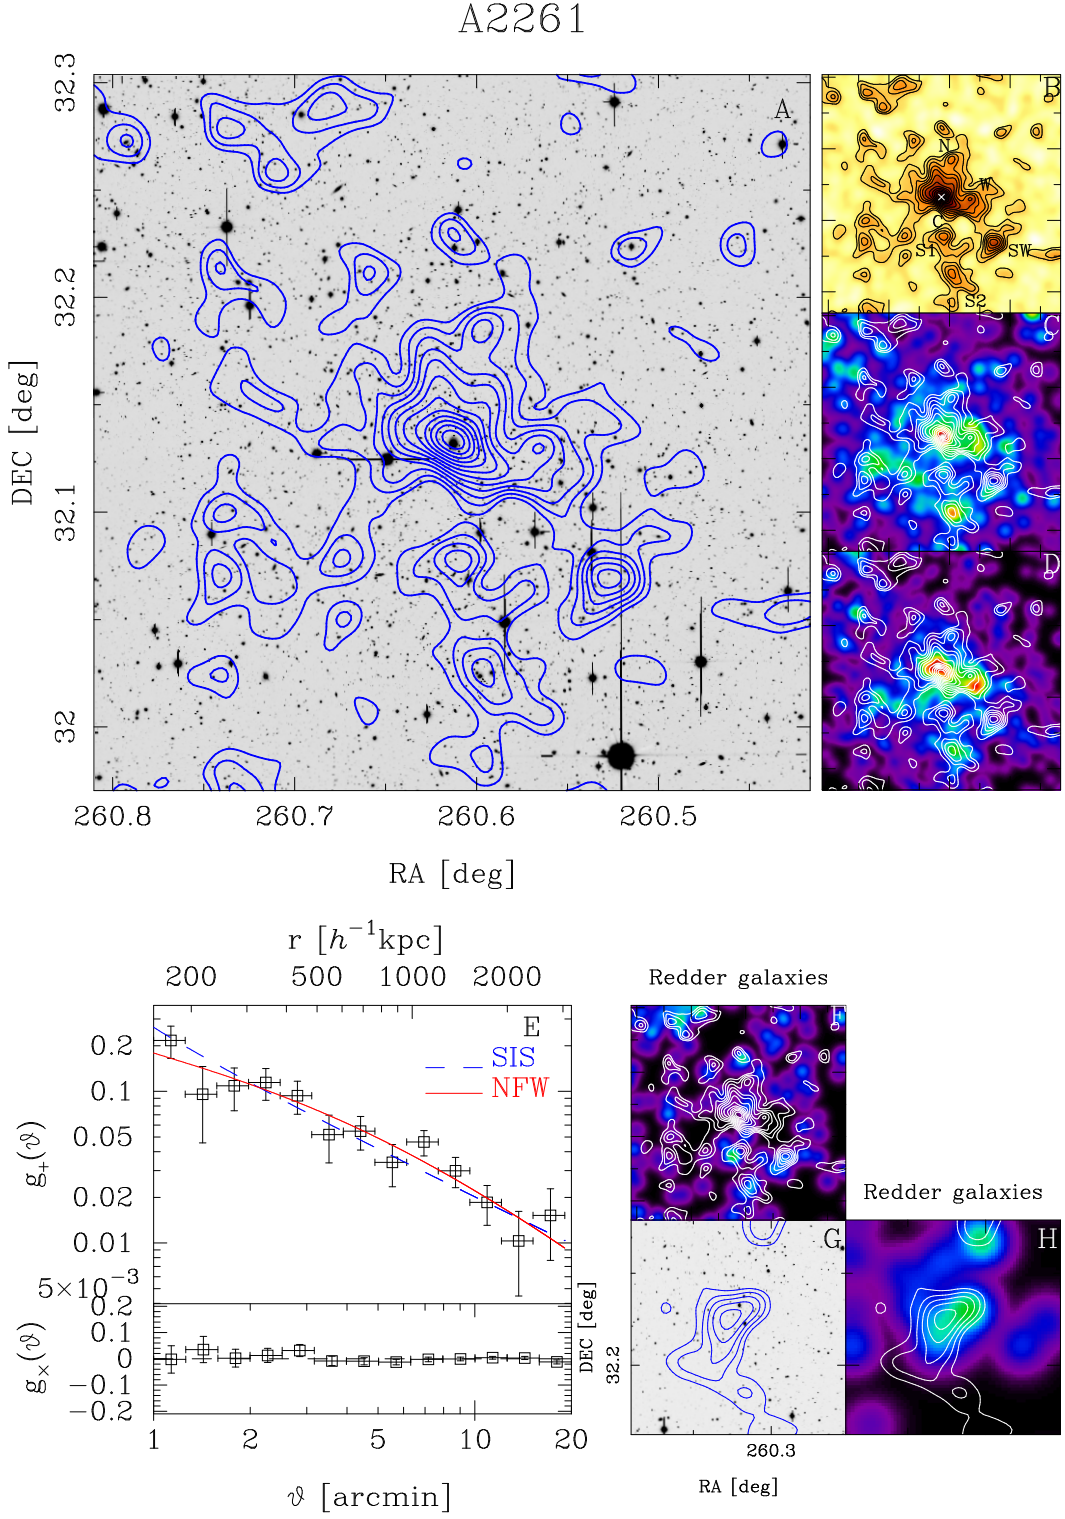 A2261
A
32.3
32.2
32.1
32
DEC [deg]
260.8 260.7 260.6 260.5
RA [deg]
B
N
W
C
S1
SW
S2
C
D
r [h⁻¹kpc]
200 500 1000 2000
E
SIS
NFW
0.2
0.1
0.05
0.02
0.01
5×10⁻³
g₊(ϑ)
0.2
0.1
0
−0.1
−0.2
g×(ϑ)
1 2 5 10 20
ϑ [arcmin]
Redder galaxies
F
Redder galaxies
G
H
DEC [deg]
32.2
260.3
RA [deg]